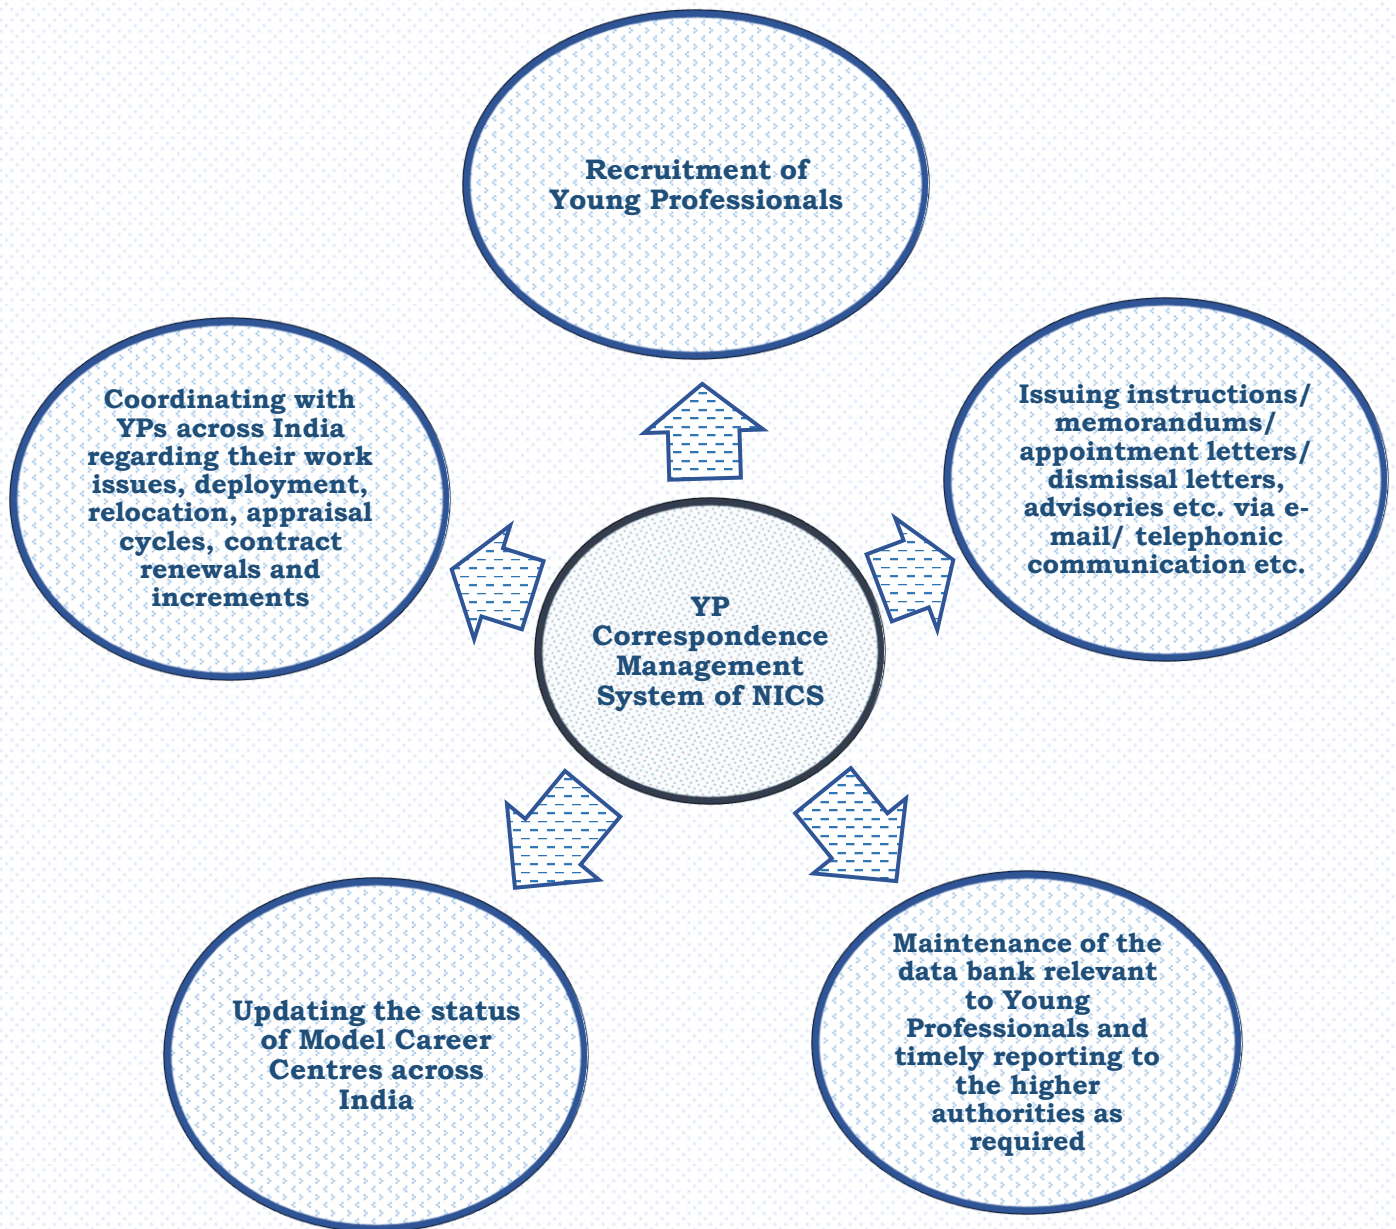 Recruitment of
Young Professionals
Coordinating with
YPs across India
regarding their work
issues, deployment,
relocation, appraisal
cycles, contract
renewals and
increments
Issuing instructions/
memorandums/
appointment letters/
dismissal letters,
advisories etc. via e-
mail/ telephonic
communication etc.
YP
Correspondence
Management
System of NICS
Updating the status
of Model Career
Centres across
India
Maintenance of the
data bank relevant
to Young
Professionals and
timely reporting to
the higher
authorities as
required